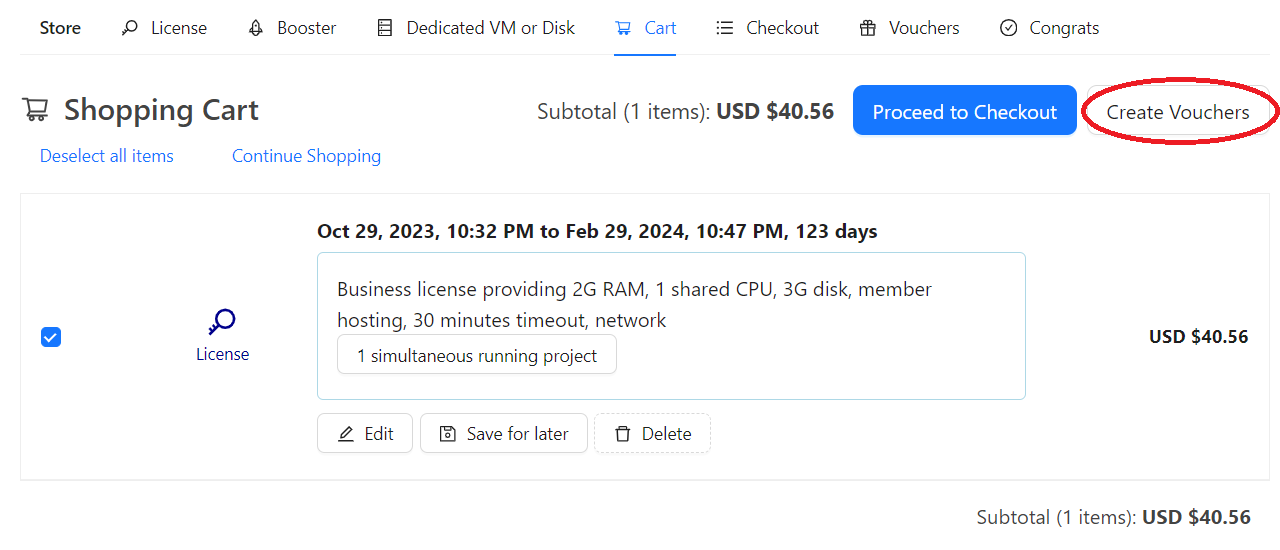 Store License Booster Dedicated VM or Disk Cart Checkout Vouchers Congrats
Shopping Cart Subtotal (1 items): USD $40.56 Proceed to Checkout Create Vouchers
Deselect all items Continue Shopping
Oct 29, 2023, 10:32 PM to Feb 29, 2024, 10:47 PM, 123 days
Business license providing 2G RAM, 1 shared CPU, 3G disk, member
hosting, 30 minutes timeout, network
1 simultaneous running project
License
USD $40.56
Edit Save for later Delete
Subtotal (1 items): USD $40.56